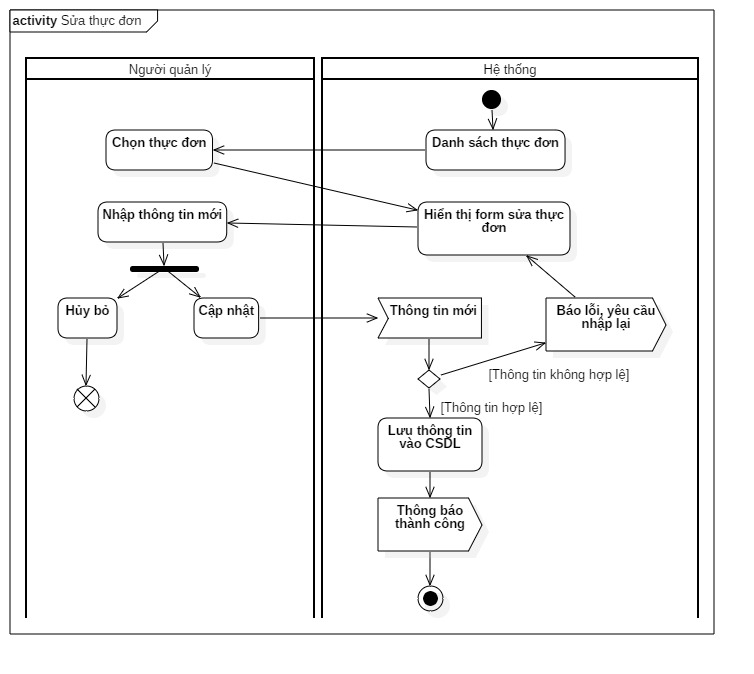 activity Sửa thực đơn
Người quản lý
Hệ thống
Chọn thực đơn
Danh sách thực đơn
Nhập thông tin mới
Hiển thị form sửa thực
đơn
Hủy bỏ
Cập nhật
Thông tin mới
Báo lỗi, yêu cầu
nhập lại
[Thông tin không hợp lệ]
[Thông tin hợp lệ]
Lưu thông tin
vào CSDL
Thông báo
thành công